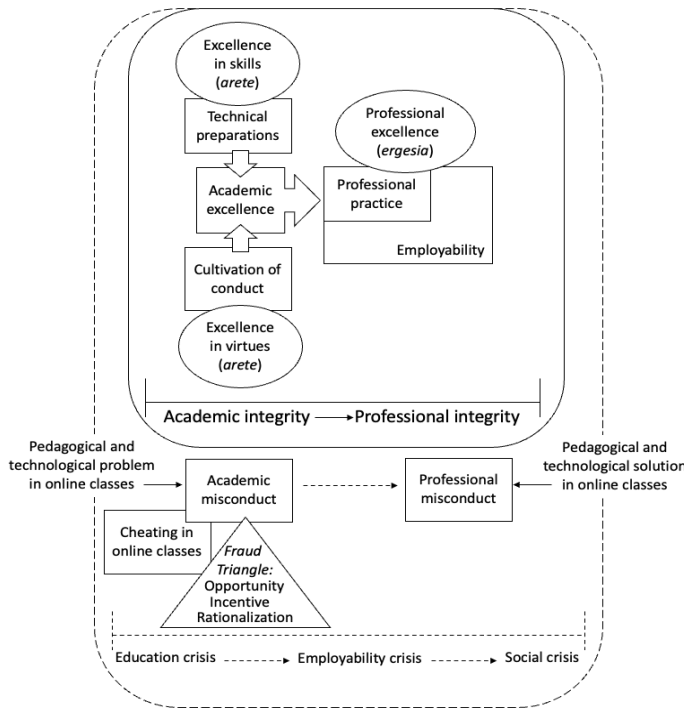 Excellence
in skills
(arete)
Technical
preparations
Professional
excellence
(ergesia)
Academic
excellence
Professional
practice
Employability
Cultivation of
conduct
Excellence
in virtues
(arete)
Academic integrity
Professional integrity
Pedagogical and
technological problem
in online classes
Academic
misconduct
Professional
misconduct
Pedagogical and
technological solution
in online classes
Cheating in
online classes
Fraud
Triangle:
Opportunity
Incentive
Rationalization
Education crisis
Employability crisis
Social crisis